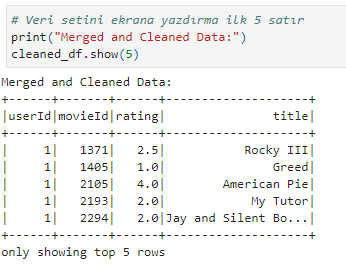 # Veri setini ekrana yazdırma ilk 5 satır
print("Merged and Cleaned Data:")
cleaned_df.show(5)
Merged and Cleaned Data:
+------+-------+------+--------------------+
|userId|movieId|rating|               title|
+------+-------+------+--------------------+
|     1|   1371|   2.5|           Rocky III|
|     1|   1405|   1.0|               Greed|
|     1|   2105|   4.0|        American Pie|
|     1|   2193|   2.0|            My Tutor|
|     1|   2294|   2.0|Jay and Silent Bo...|
+------+-------+------+--------------------+
only showing top 5 rows